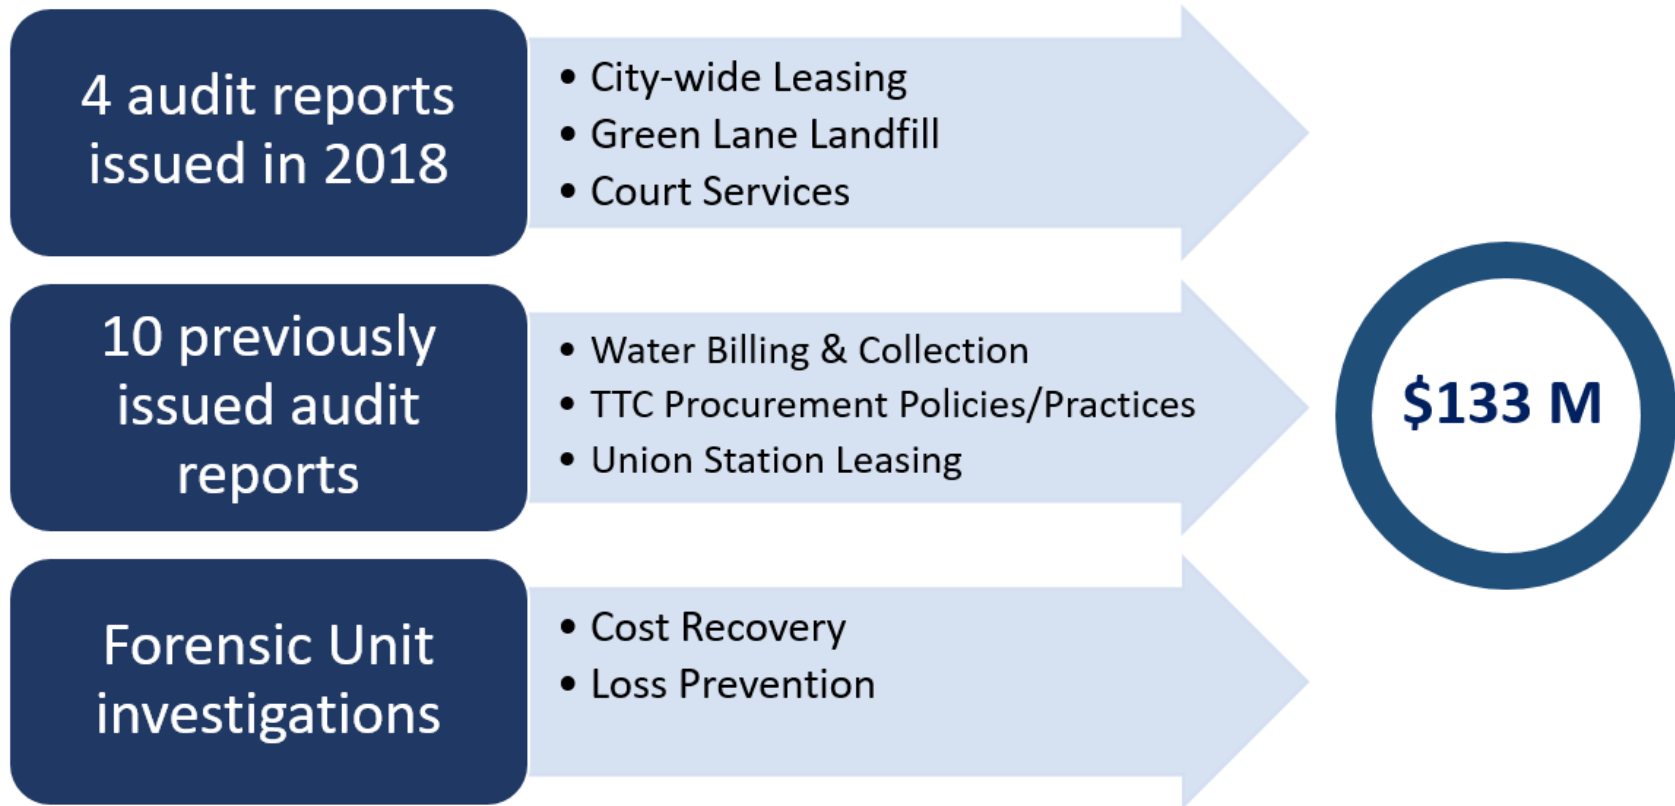 4 audit reports
issued in 2018
• City-wide Leasing
• Green Lane Landfill
• Court Services
10 previously
issued audit
reports
• Water Billing & Collection
• TTC Procurement Policies/Practices
• Union Station Leasing
Forensic Unit
investigations
• Cost Recovery
• Loss Prevention
$133 M